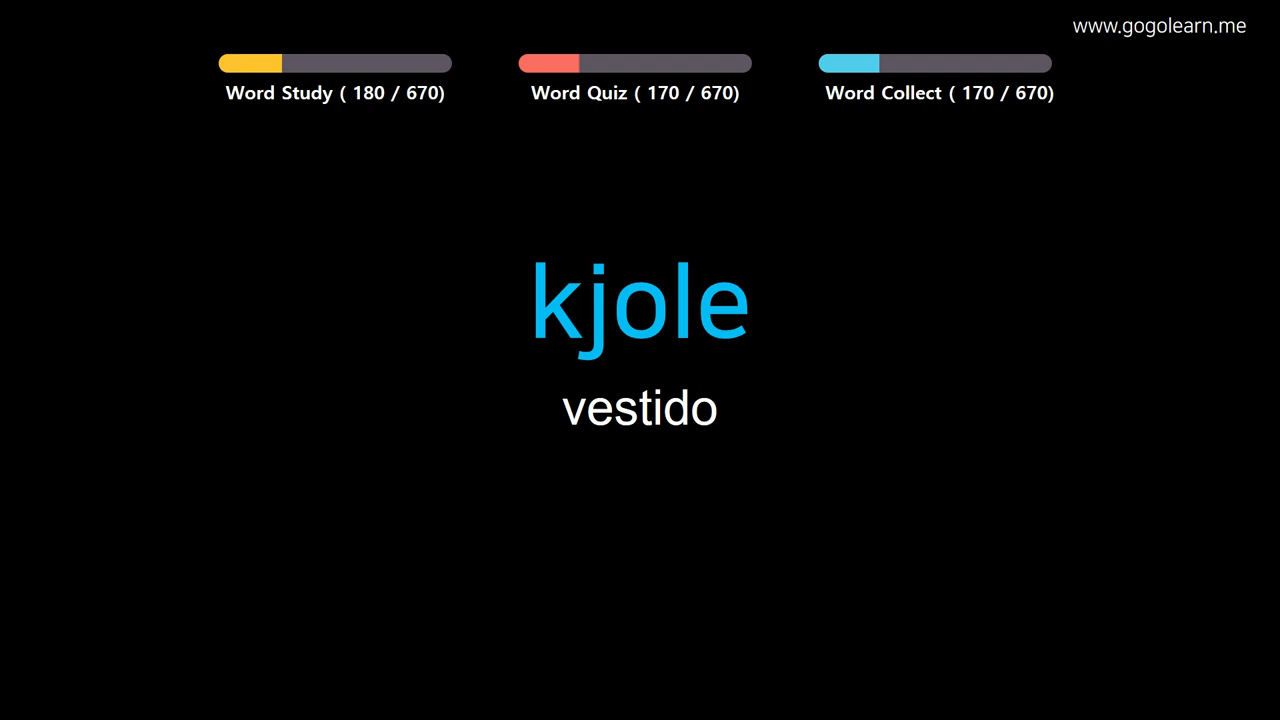 www.gogolearn.me
Word Study ( 180 / 670)
Word Quiz ( 170 / 670)
Word Collect ( 170 / 670)
kjole
vestido